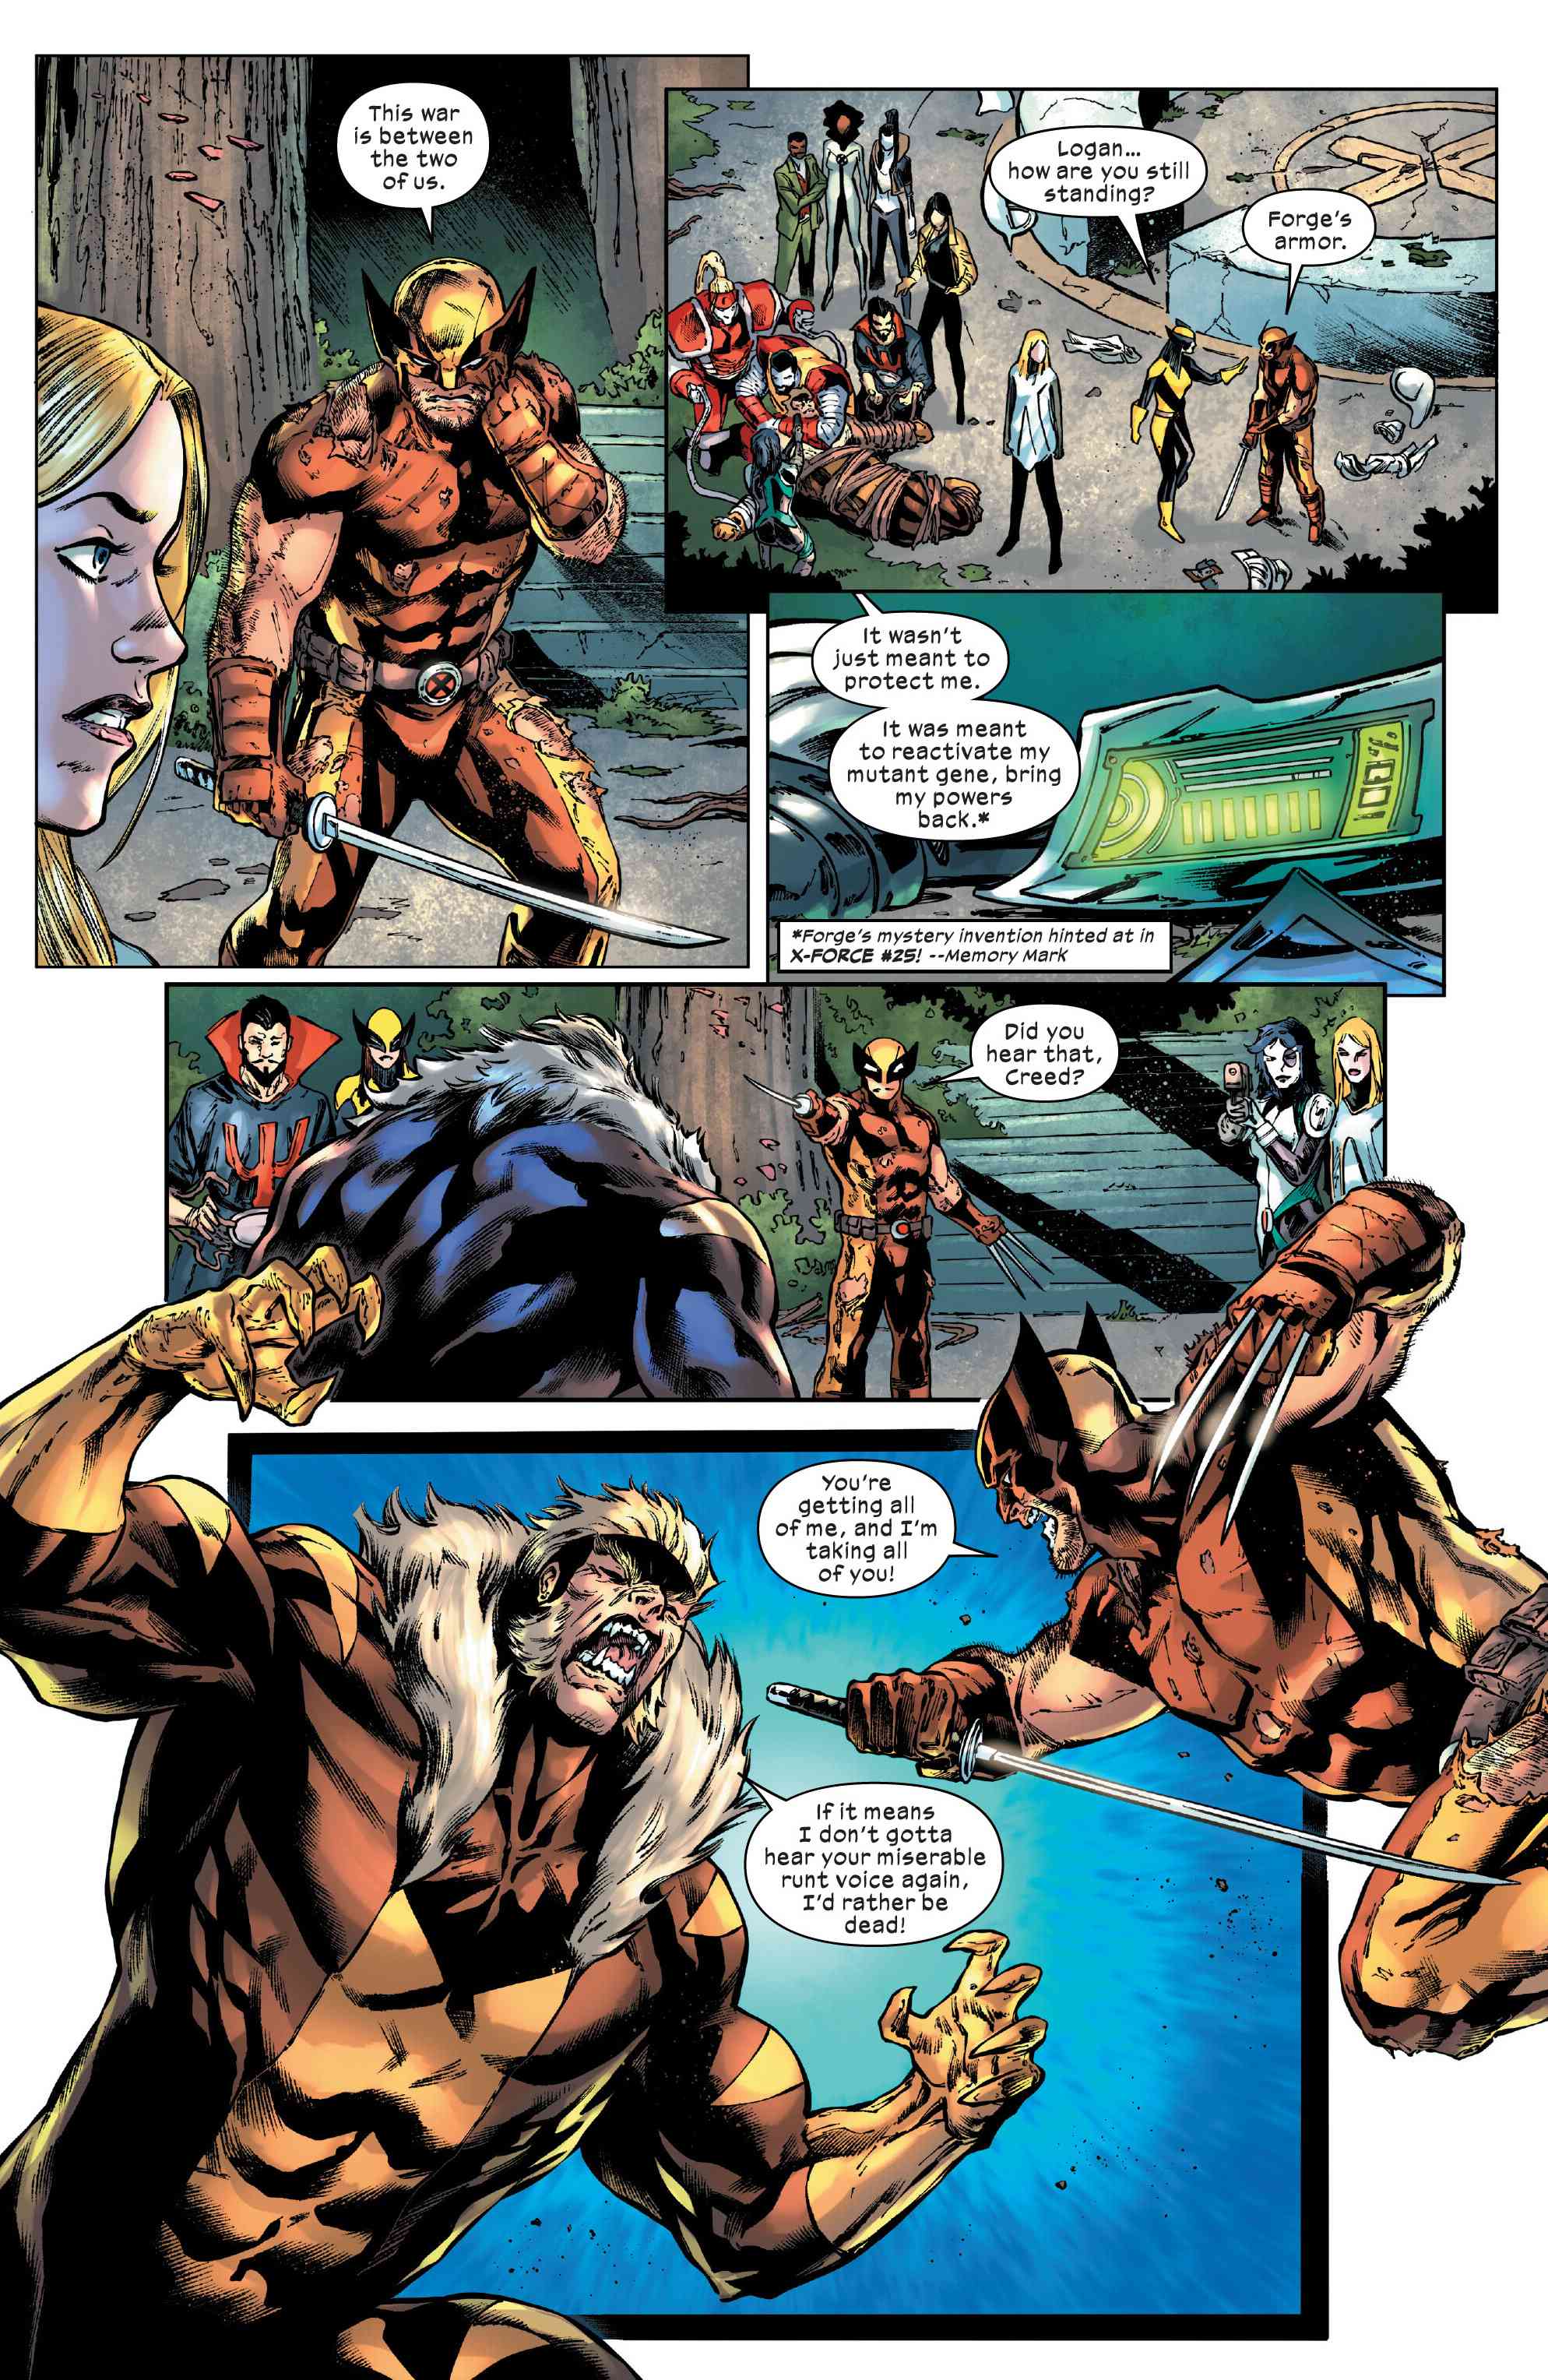 This war
is between
the two
of us.
Logan...
how are you still
standing?
Forge's
armor.
It wasn't
just meant to
protect me.
It was meant
to reactivate my
mutant gene, bring
my powers
back.*
100%
*Forge's mystery invention hinted at in
X-FORCE #25! --Memory Mark
Did you
hear that,
Creed?
You're
getting all
of me, and I'm
taking all
of you!
If it means
I don't gotta
hear your miserable
runt voice again,
I'd rather be
dead!